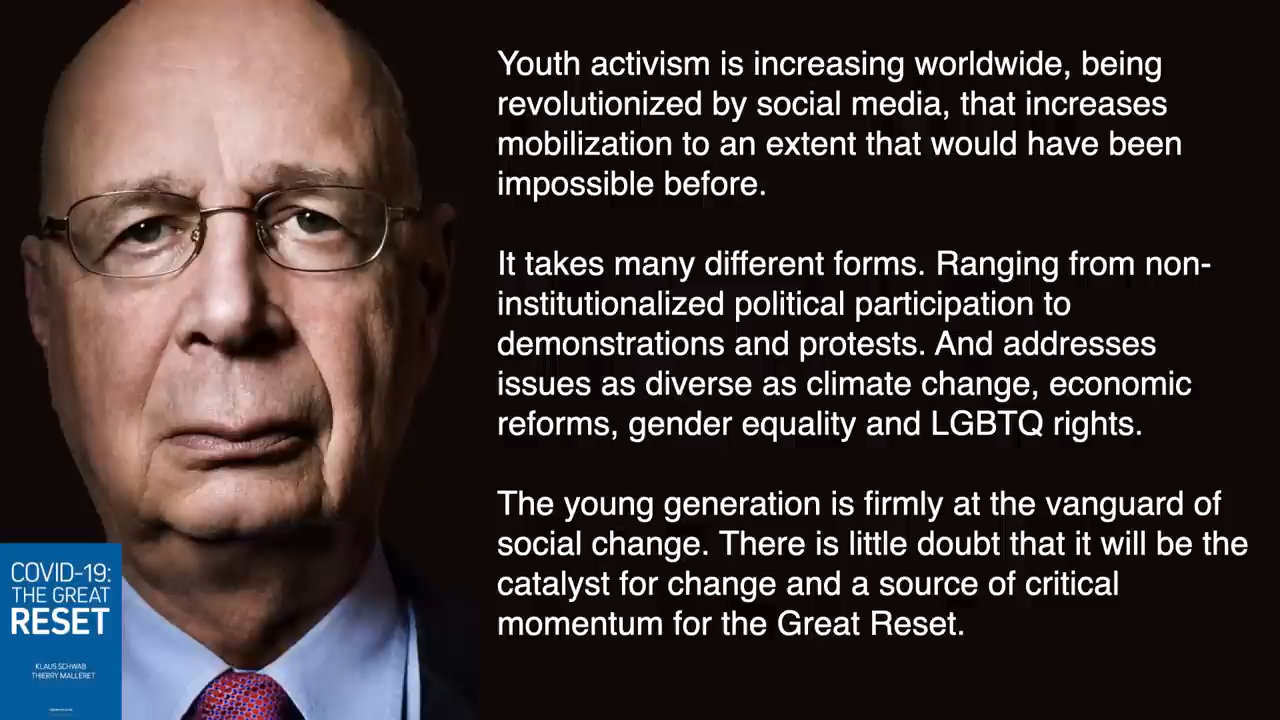 Youth activism is increasing worldwide, being
revolutionized by social media, that increases
mobilization to an extent that would have been
impossible before.
It takes many different forms. Ranging from non-
institutionalized political participation to
demonstrations and protests. And addresses
issues as diverse as climate change, economic
reforms, gender equality and LGBTQ rights.
The young generation is firmly at the vanguard of
social change. There is little doubt that it will be the
catalyst for change and a source of critical
momentum for the Great Reset.
COVID-19:
THE GREAT
RESET
KLAUS SCHWAB
THIERRY MALLERET